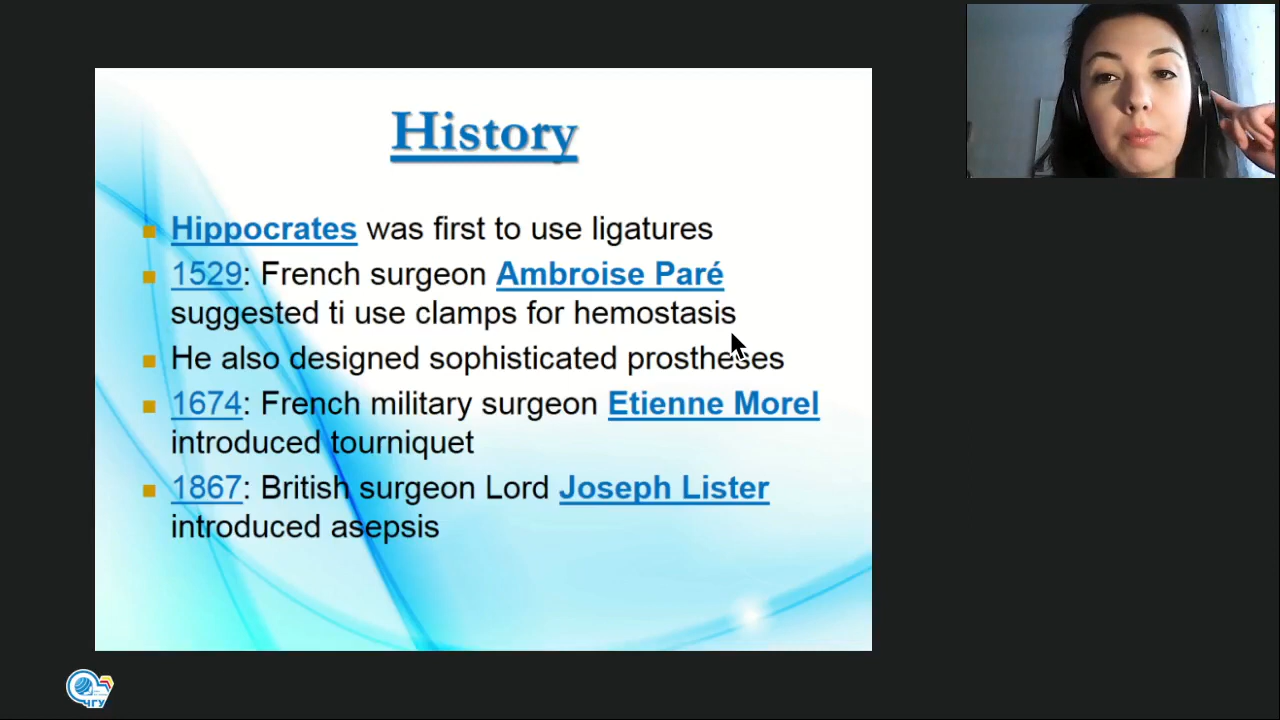 History
Hippocrates was first to use ligatures
1529: French surgeon Ambroise Paré
suggested ti use clamps for hemostasis
He also designed sophisticated prostheses
1674: French military surgeon Etienne Morel
introduced tourniquet
1867: British surgeon Lord Joseph Lister
introduced asepsis
ЧГУ